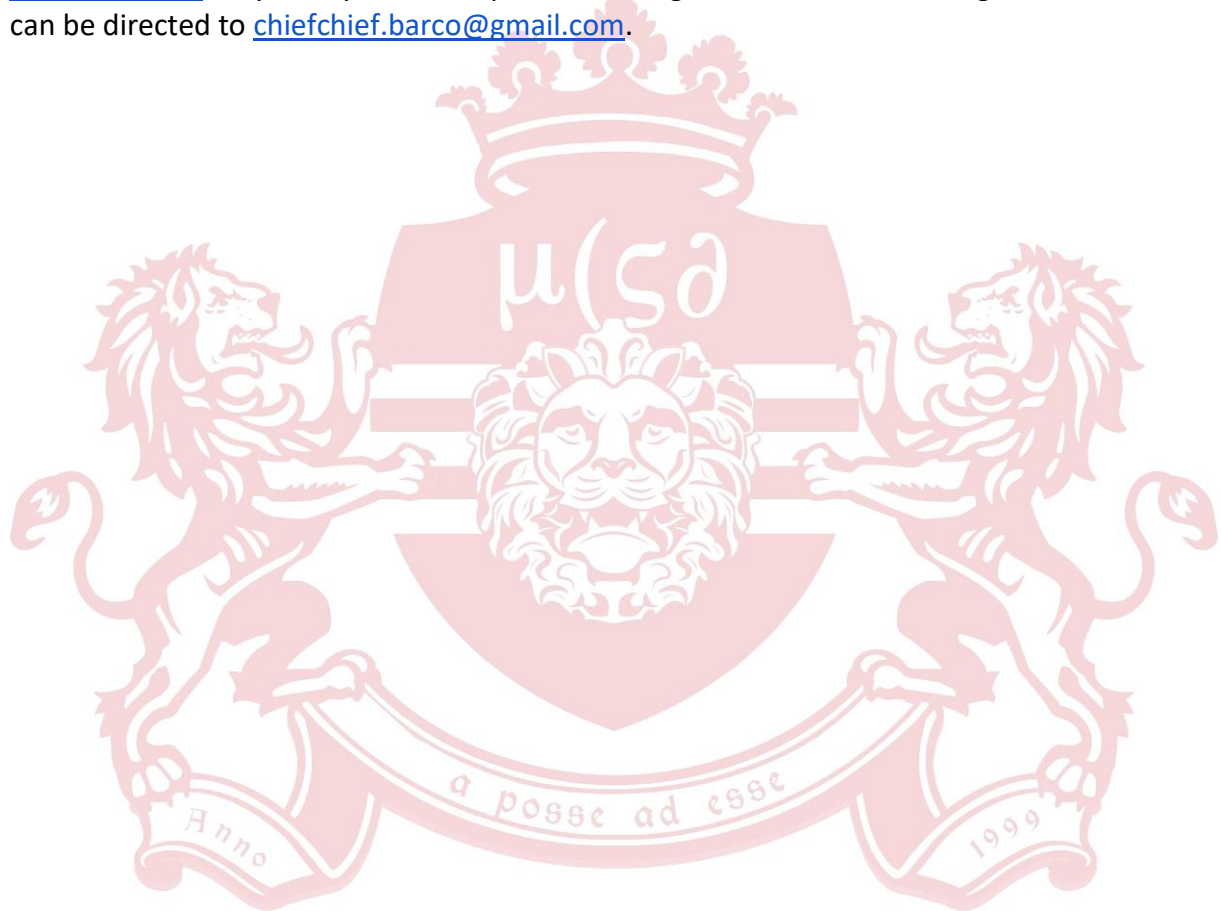 can be directed to chiefchief.barco@gmail.com.
μ(ς∂
a posse ad esse
Anno
1999